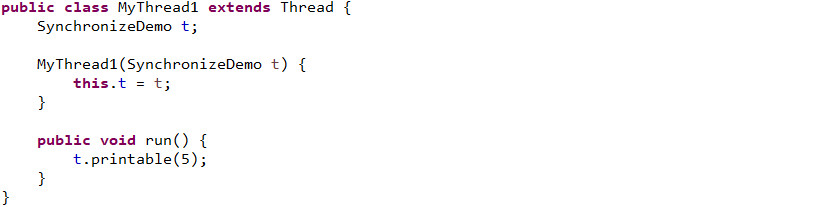 public class MyThread1 extends Thread {
    SynchronizeDemo t;

    MyThread1(SynchronizeDemo t) {
        this.t = t;
    }

    public void run() {
        t.printable(5);
    }
}